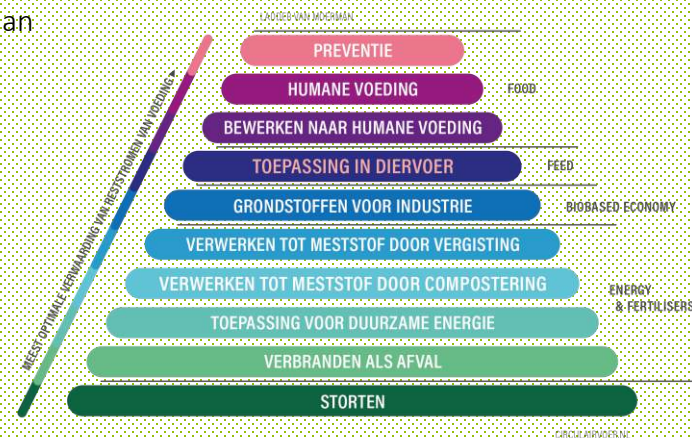 an
LADDER VAN MOERMAN
PREVENTIE
HUMANE VOEDING
FOOD
BEWERKEN NAAR HUMANE VOEDING
TOEPASSING IN DIERVOER
FEED
GRONDSTOFFEN VOOR INDUSTRIE
BIOBASED ECONOMY
VERWERKEN TOT MESTSTOF DOOR VERGISTING
VERWERKEN TOT MESTSTOF DOOR COMPOSTERING
ENERGY
& FERTILISERS
TOEPASSING VOOR DUURZAME ENERGIE
VERBRANDEN ALS AFVAL
STORTEN
MEEST OPTIMALE VERWAARDING VAN RESTSTROMEN VAN VOEDING
CIRCULAIRVOER.NL